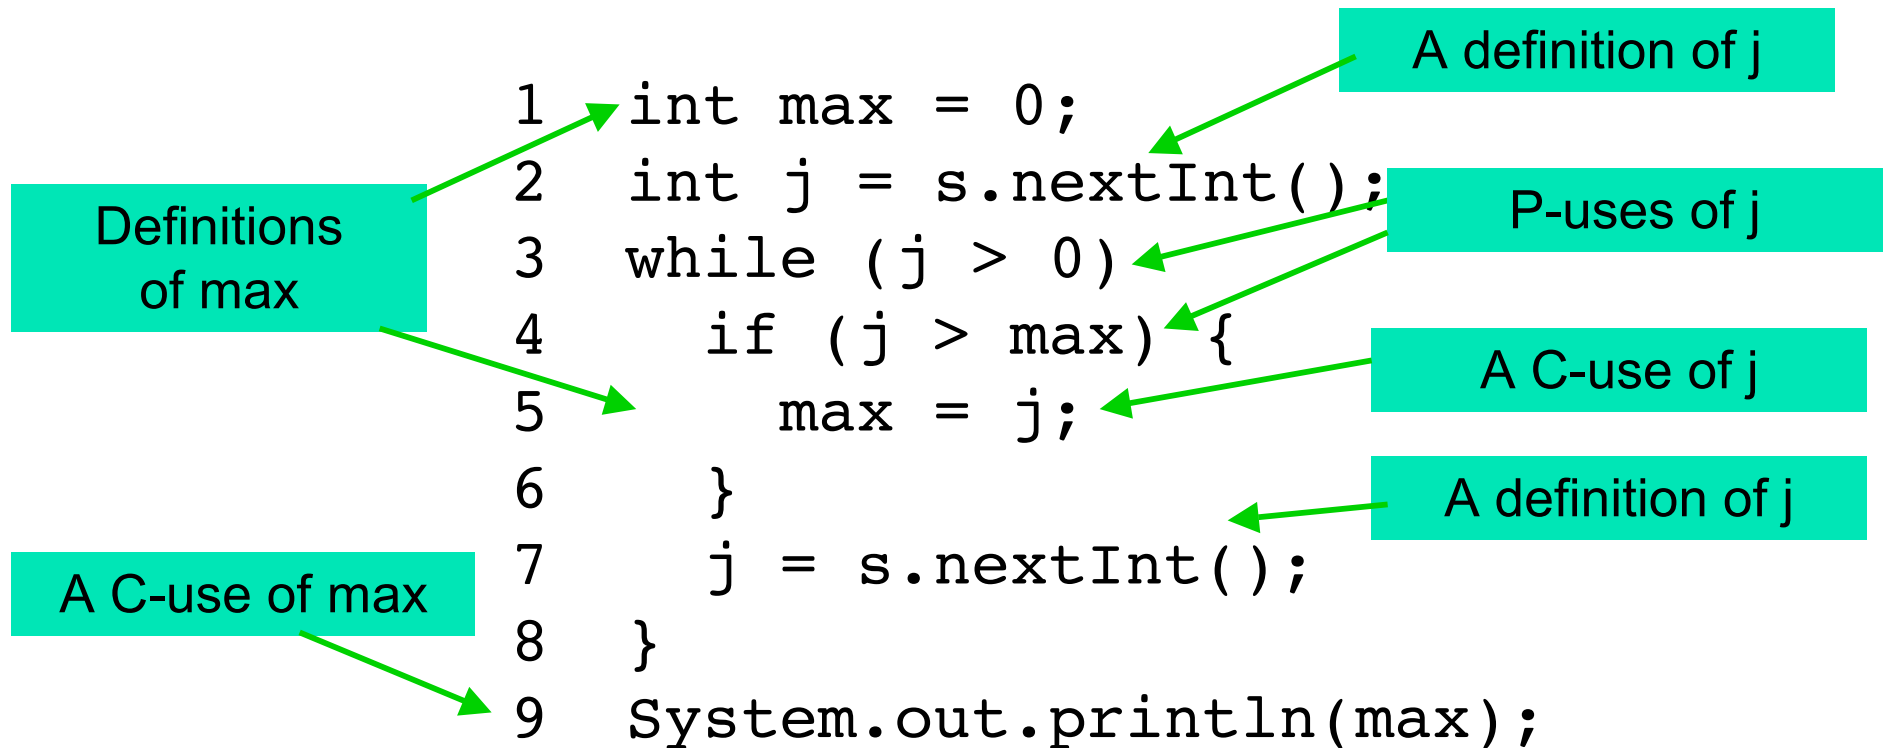 A definition of j
1 int max = 0;
2 int j = s.nextInt();
Definitions
of max
P-uses of j
3 while (j > 0)
4 if (j > max) {
A C-use of j
5 max = j;
6 }
A definition of j
7 j = s.nextInt();
A C-use of max
8 }
9 System.out.println(max);